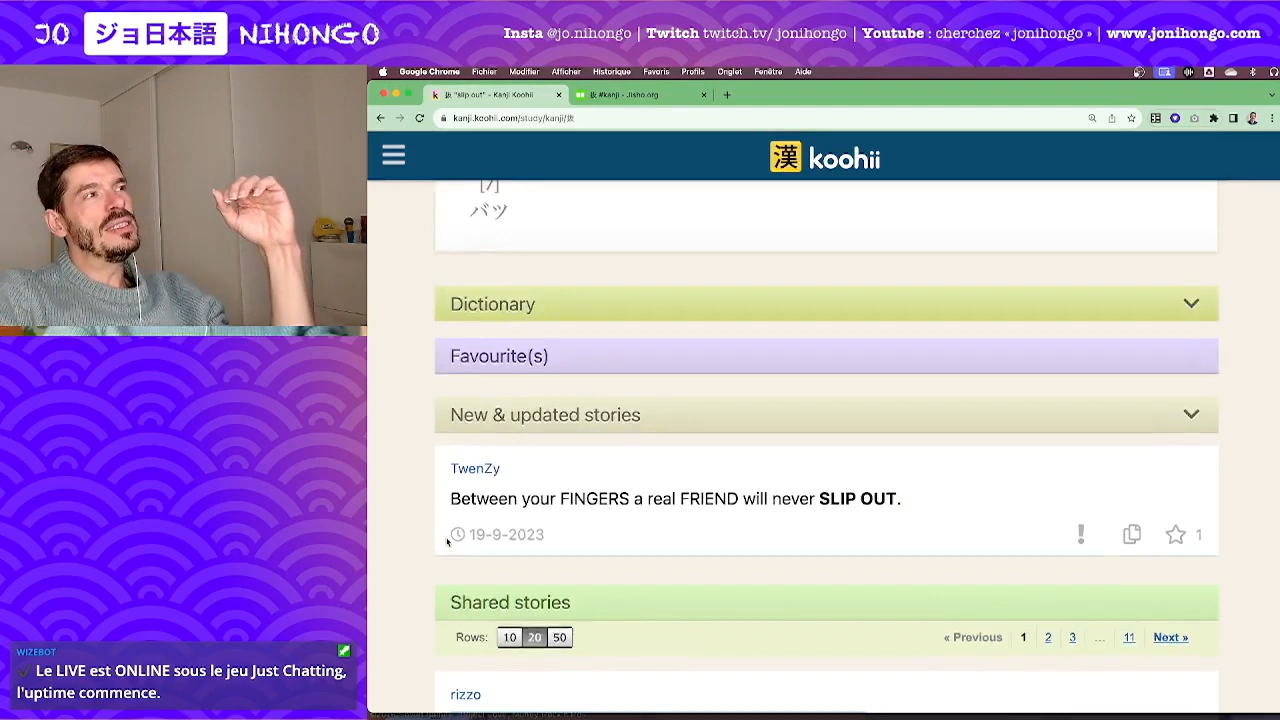 JO ジョ日本語 NIHONGO
Insta @jo.nihongo | Twitch twitch.tv/jonihongo | Youtube : cherchez « jonihongo » | www.jonihongo.com
Google Chrome Fichier Modifier Afficher Historique Favoris Profils Onglet Fenêtre Aide
抜 "slip out" - Kanji Koohii
抜 #kanji - Jisho.org
kanji.koohii.com/study/kanji/抜
漢 koohii
[7]
バツ
Dictionary
Favourite(s)
New & updated stories
TwenZy
Between your FINGERS a real FRIEND will never SLIP OUT.
19-9-2023
1
Shared stories
Rows: 10 20 50
« Previous 1 2 3 ... 11 Next »
rizzo
WIZEBOT
Le LIVE est ONLINE sous le jeu Just Chatting,
l'uptime commence.